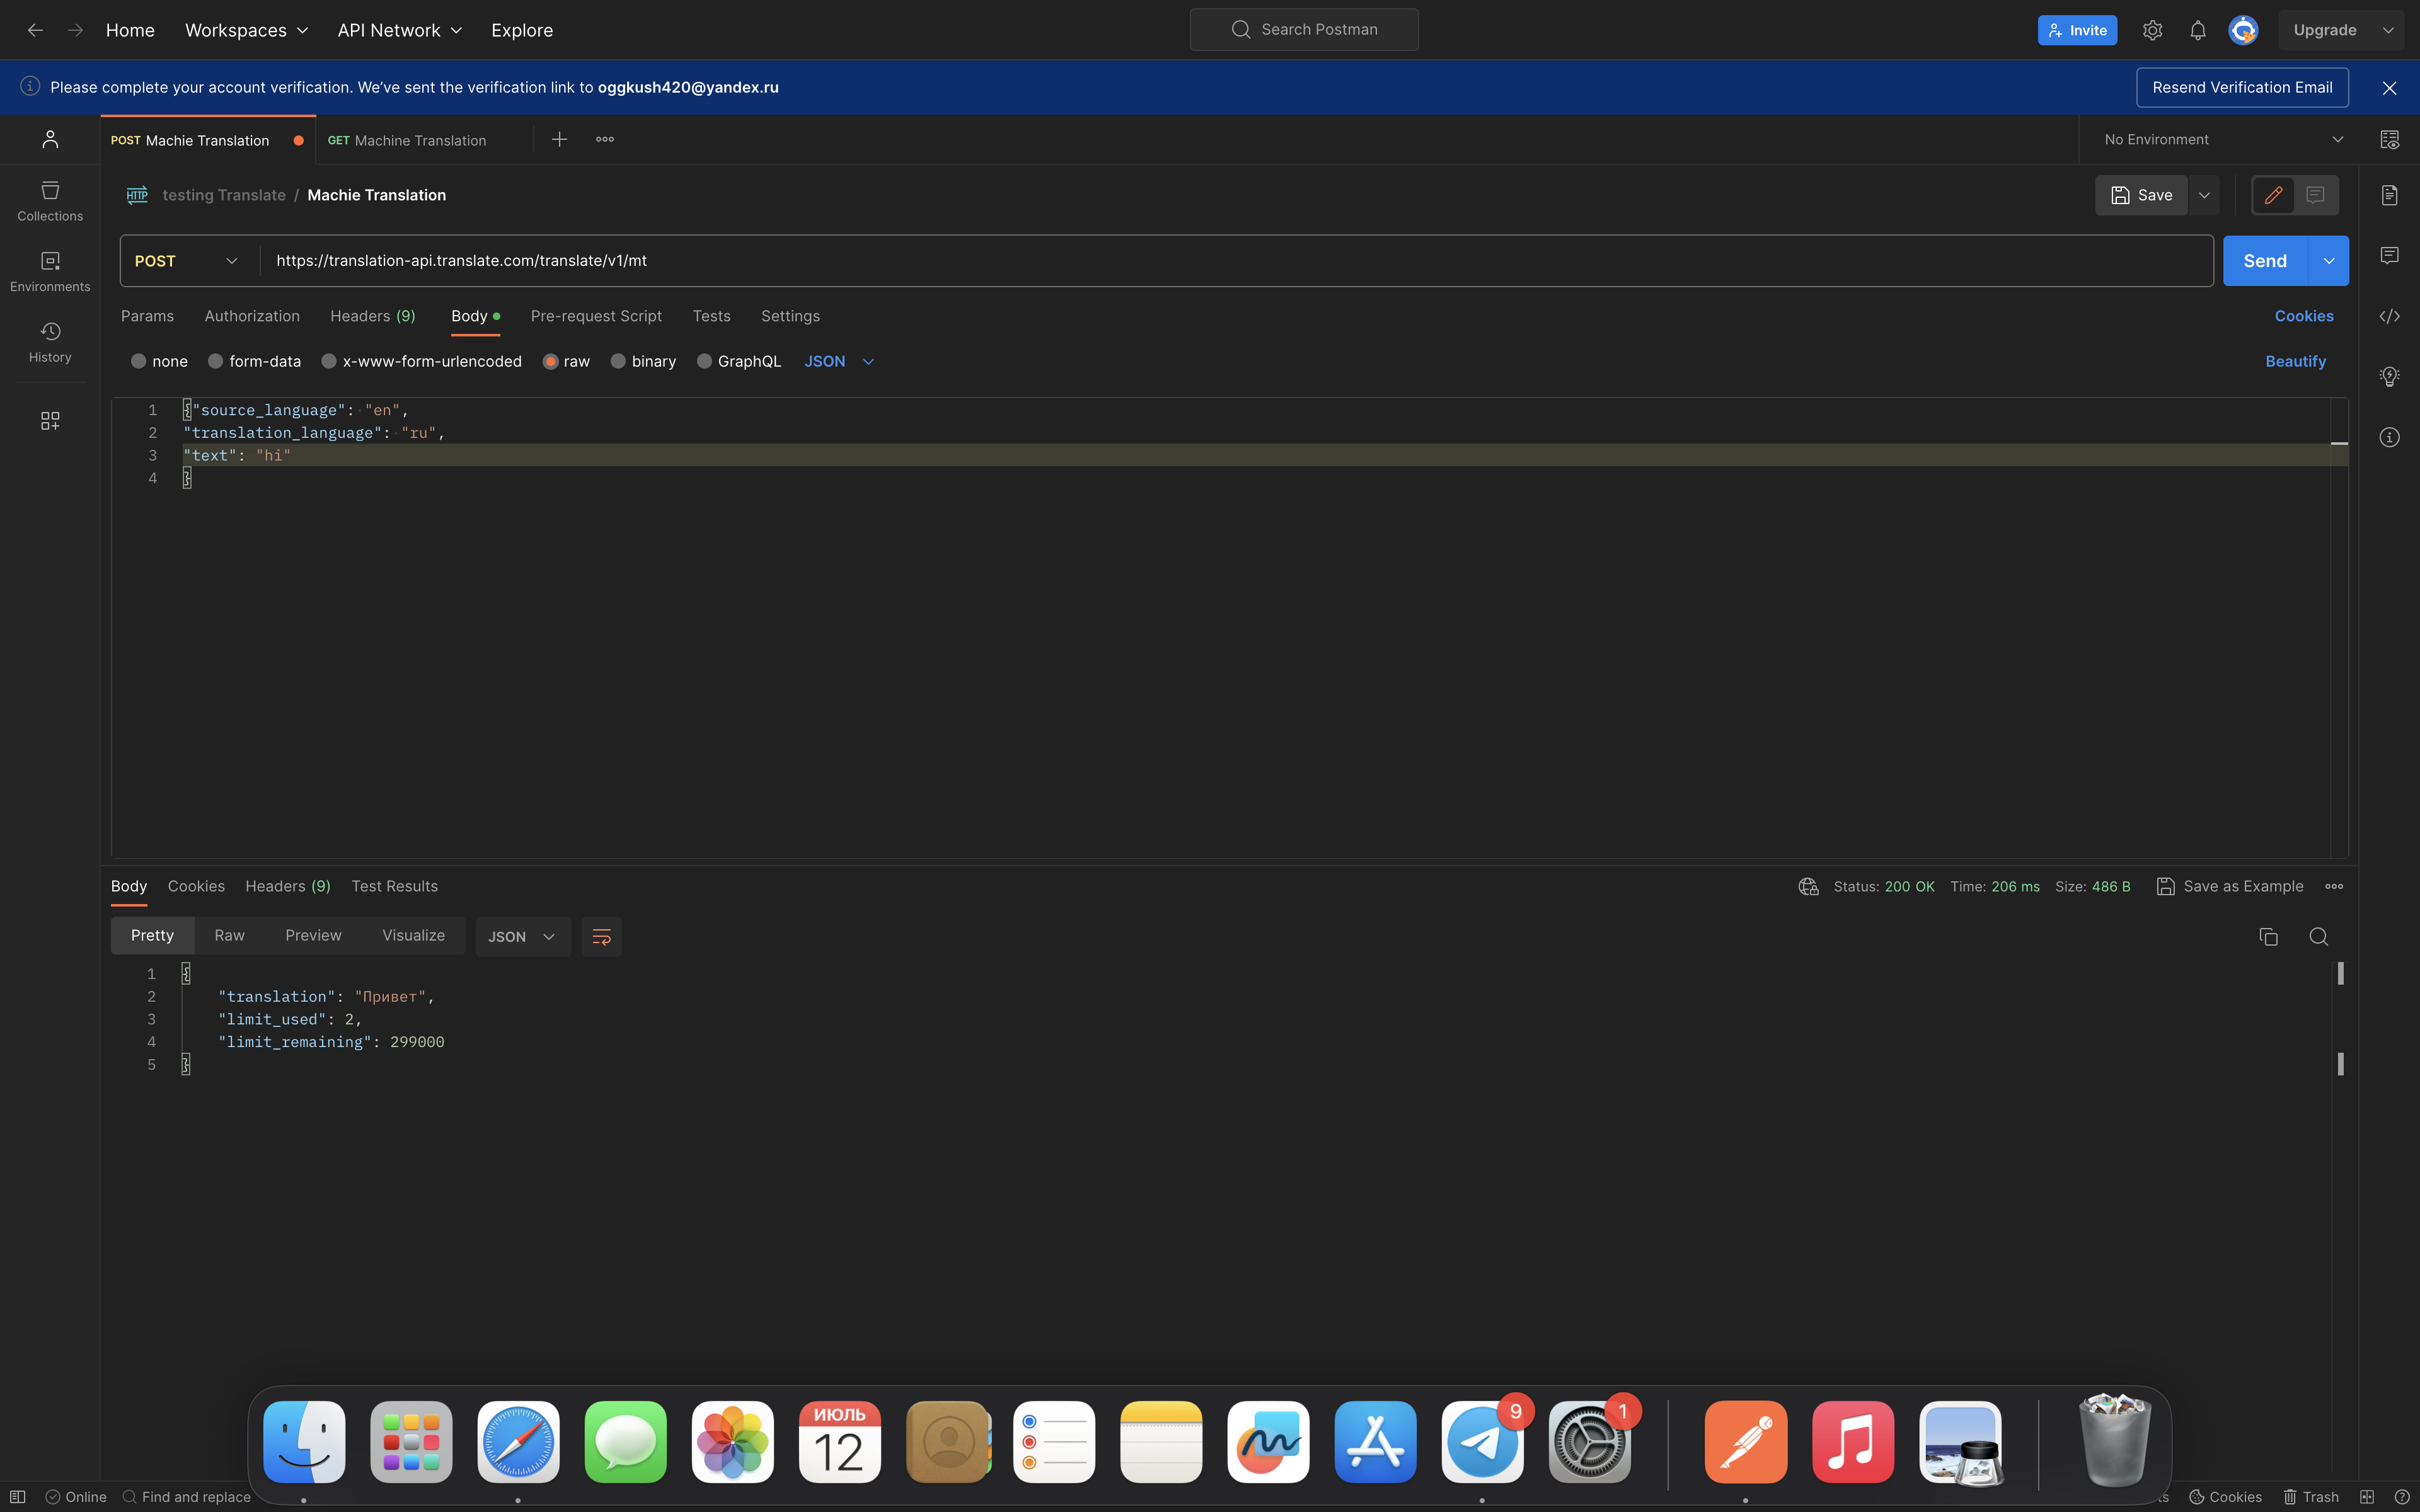 Home Workspaces API Network Explore Search Postman Invite Upgrade
Please complete your account verification. We’ve sent the verification link to oggkush420@yandex.ru Resend Verification Email
POST Machie Translation GET Machine Translation No Environment
testing Translate / Machie Translation Save
Collections
POST https://translation-api.translate.com/translate/v1/mt Send
Environments
Params Authorization Headers (9) Body Pre-request Script Tests Settings Cookies
History
none form-data x-www-form-urlencoded raw binary GraphQL JSON Beautify
1 {"source_language": "en",
2 "translation_language": "ru",
3 "text": "hi"
4 }
Body Cookies Headers (9) Test Results Status: 200 OK Time: 206 ms Size: 486 B Save as Example
Pretty Raw Preview Visualize JSON
1 {
2 "translation": "Привет",
3 "limit_used": 2,
4 "limit_remaining": 299000
5 }
ИЮЛЬ 9 1
12
Online Find and replace Cookies Trash